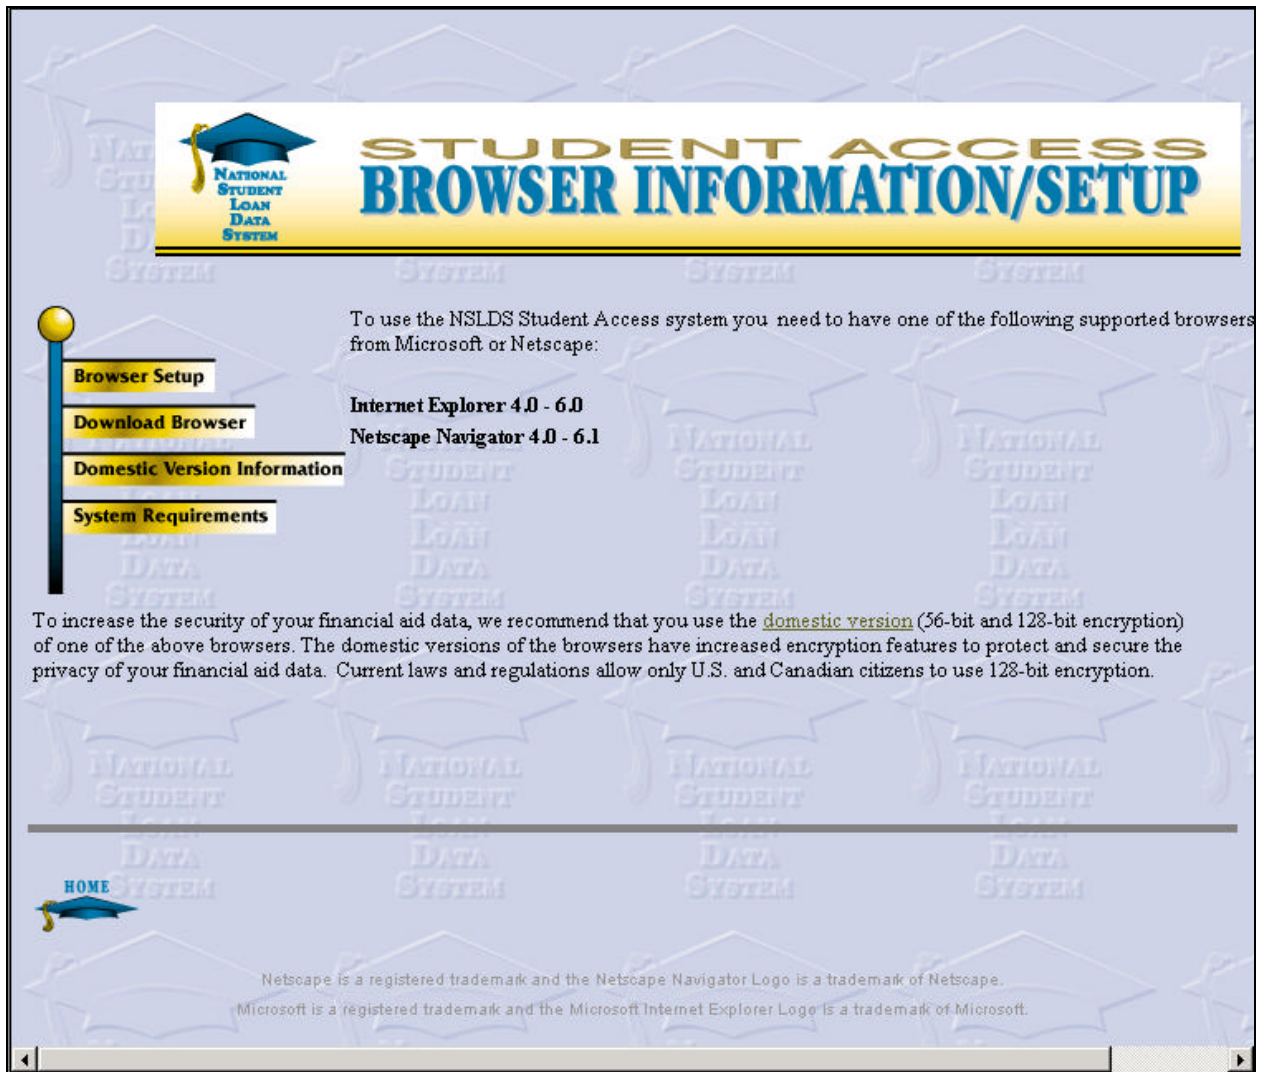 NATIONAL
STUDENT
LOAN
DATA
SYSTEM
STUDENT ACCESS
BROWSER INFORMATION/SETUP
To use the NSLDS Student Access system you need to have one of the following supported browsers
from Microsoft or Netscape:
Browser Setup
Download Browser
Domestic Version Information
System Requirements
Internet Explorer 4.0 - 6.0
Netscape Navigator 4.0 - 6.1
To increase the security of your financial aid data, we recommend that you use the domestic version (56-bit and 128-bit encryption)
of one of the above browsers. The domestic versions of the browsers have increased encryption features to protect and secure the
privacy of your financial aid data. Current laws and regulations allow only U.S. and Canadian citizens to use 128-bit encryption.
HOME
Netscape is a registered trademark and the Netscape Navigator Logo is a trademark of Netscape.
Microsoft is a registered trademark and the Microsoft Internet Explorer Logo is a trademark of Microsoft.